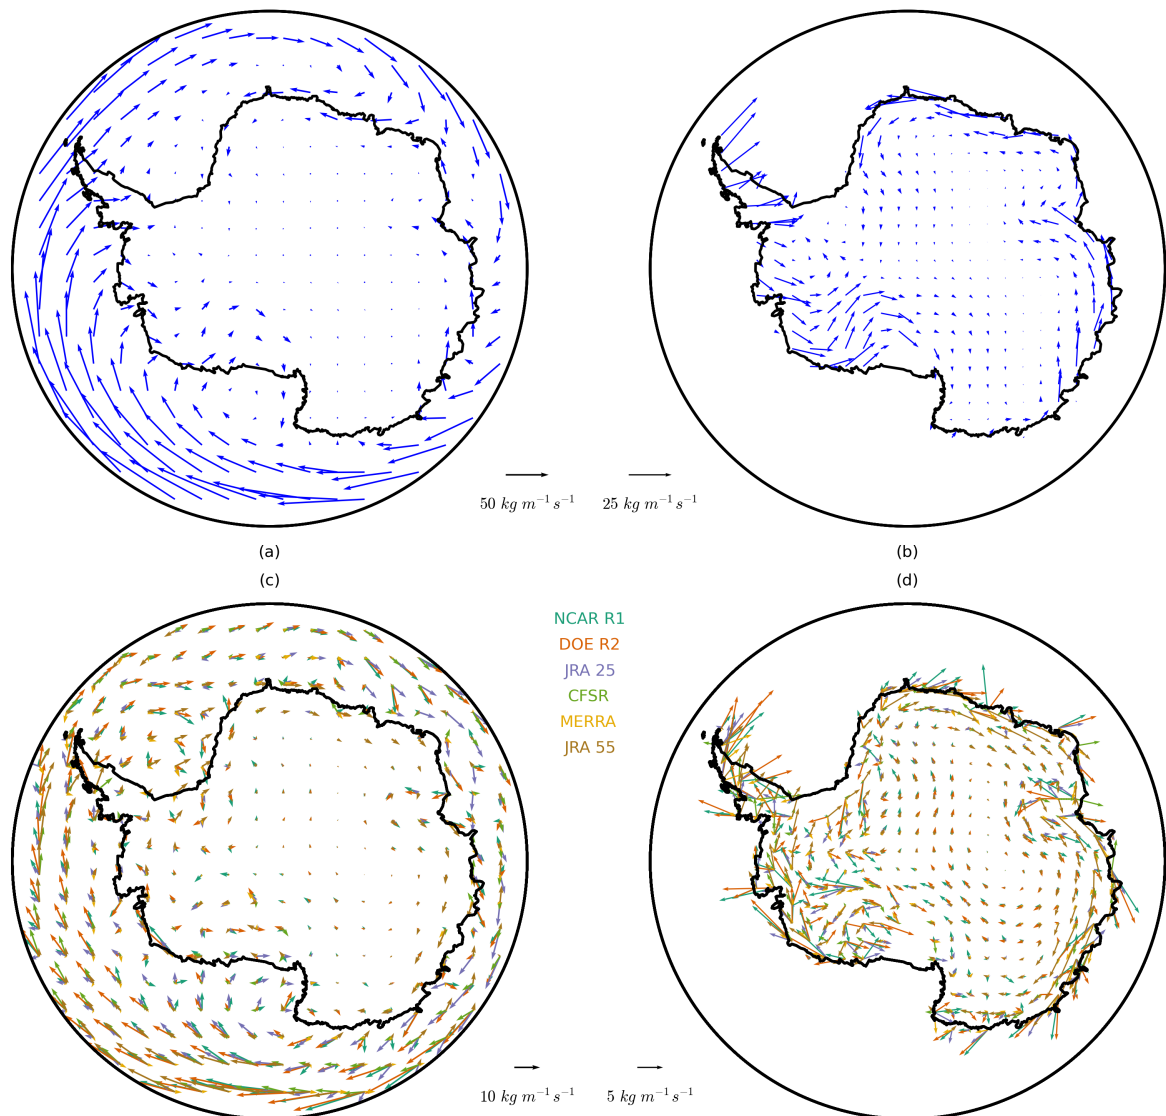 50 kg m⁻¹ s⁻¹
25 kg m⁻¹ s⁻¹
(a)
(b)
(c)
(d)
NCAR R1
DOE R2
JRA 25
CFSR
MERRA
JRA 55
10 kg m⁻¹ s⁻¹
5 kg m⁻¹ s⁻¹